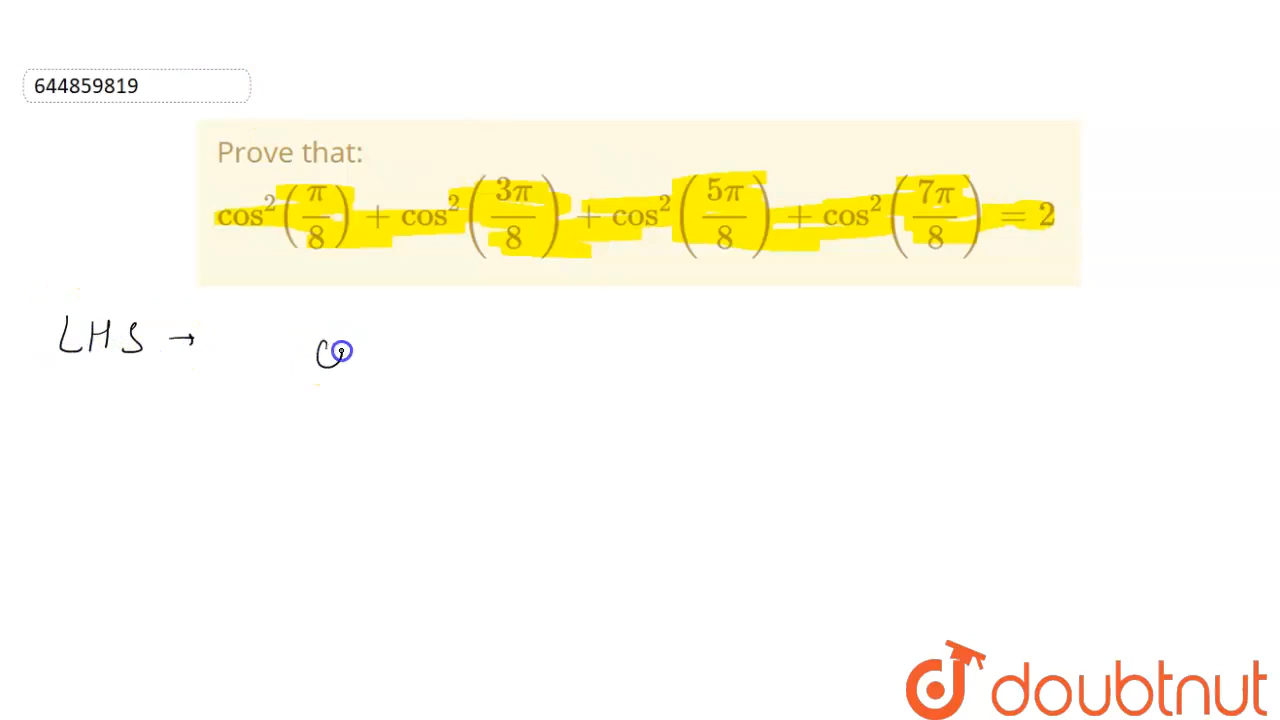 644859819
Prove that:
cos²(π/8) + cos²(3π/8) + cos²(5π/8) + cos²(7π/8) = 2
LHS →
doubtnut